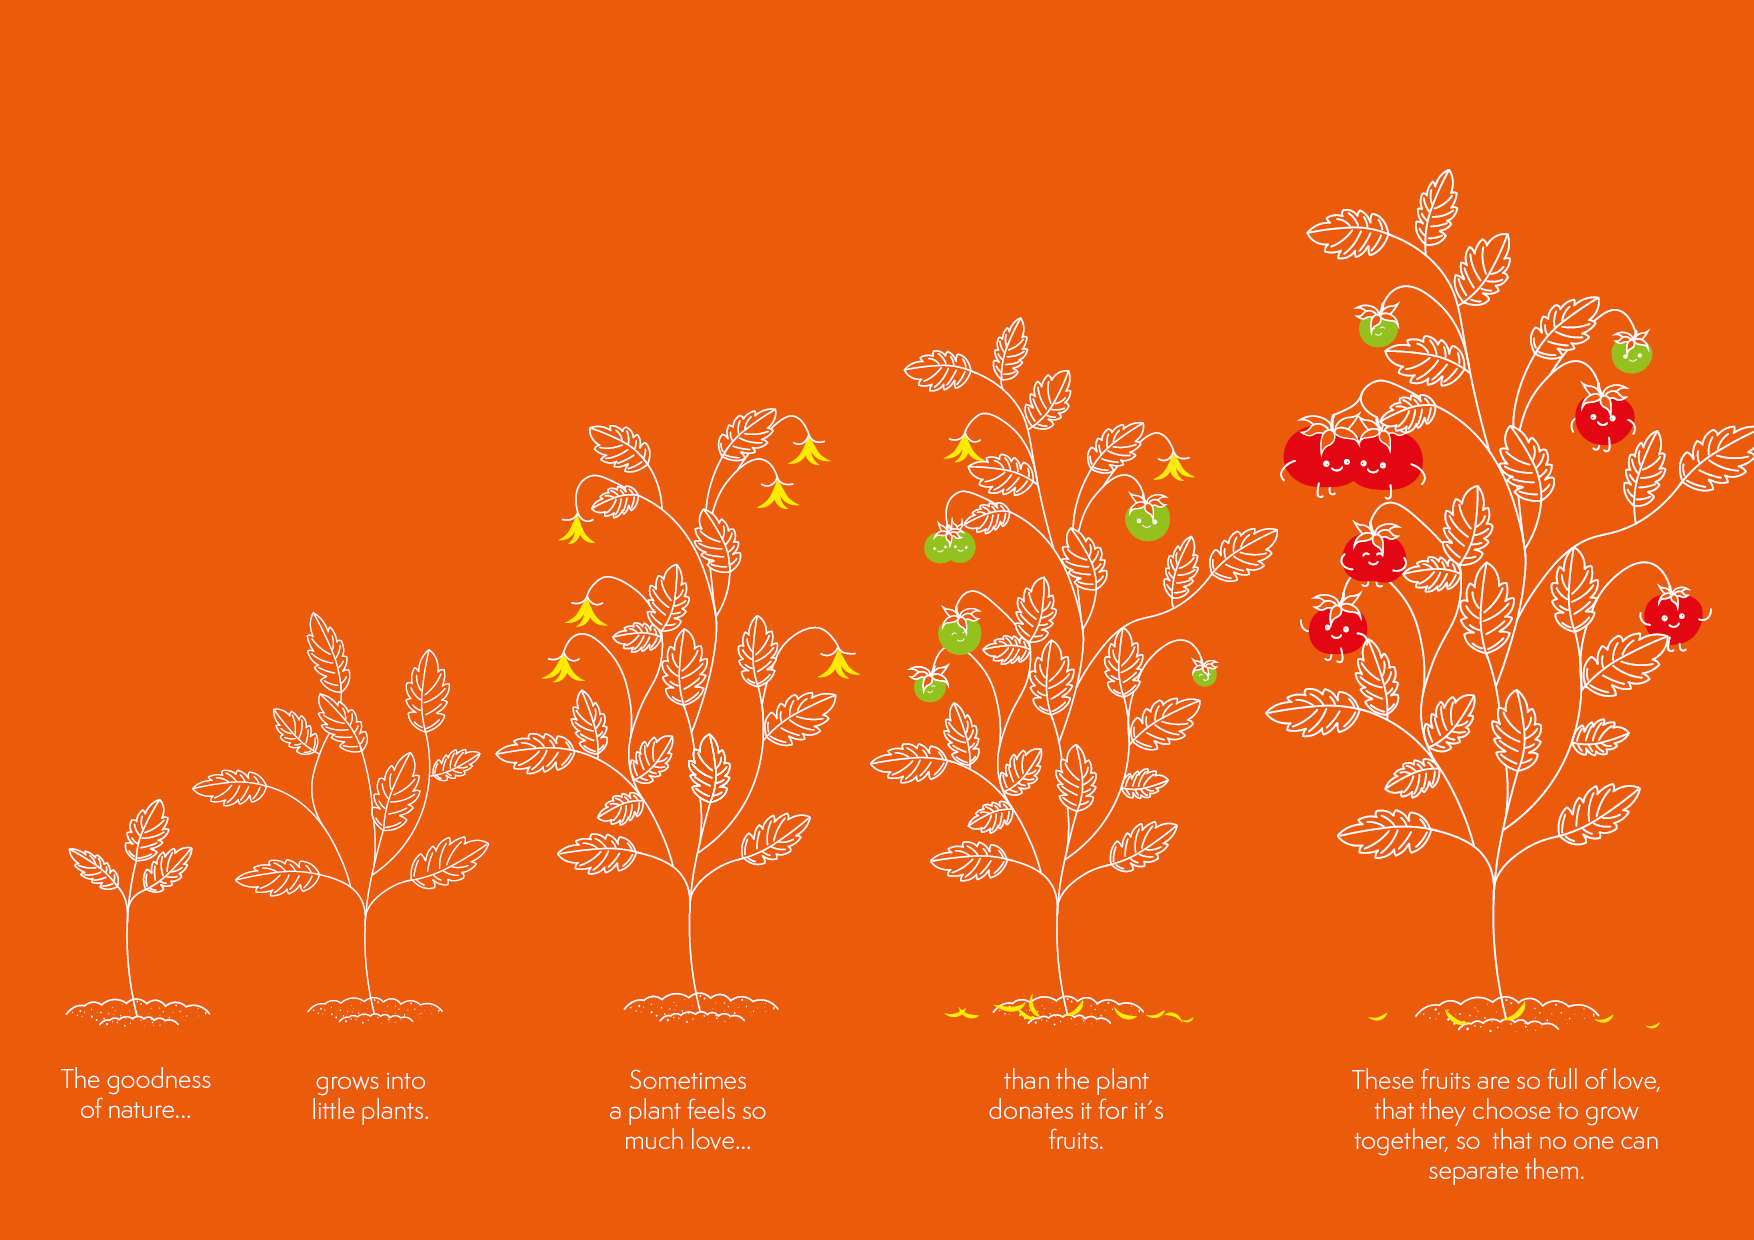 The goodness
of nature...
grows into
little plants.
Sometimes
a plant feels so
much love...
than the plant
donates it for it´s
fruits.
These fruits are so full of love,
that they choose to grow
together, so  that no one can
separate them.